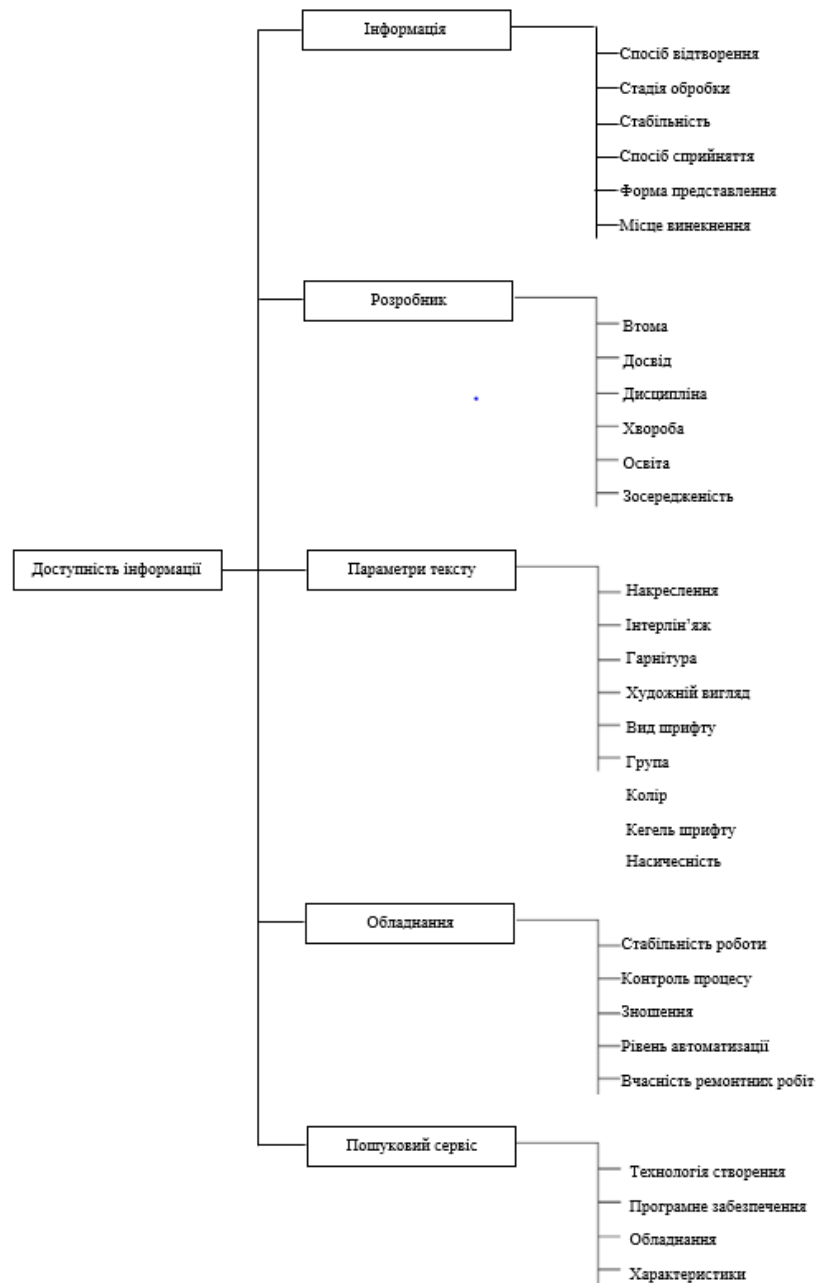 Інформація
Спосіб відтворення
Стадія обробки
Стабільність
Спосіб сприйняття
Форма представлення
Місце винекнення
Розробник
Втома
Досвід
Дисципліна
Хвороба
Освіта
Зосередженість
Доступність інформації
Параметри тексту
Накреслення
Інтерлін’яж
Гарнітура
Художній вигляд
Вид шрифту
Група
Колір
Кегель шрифту
Насичесність
Обладнання
Стабільність роботи
Контроль процесу
Зношення
Рівень автоматизації
Вчасність ремонтних робіт
Пошуковий сервіс
Технологія створення
Програмне забезпечення
Обладнання
Характеристики